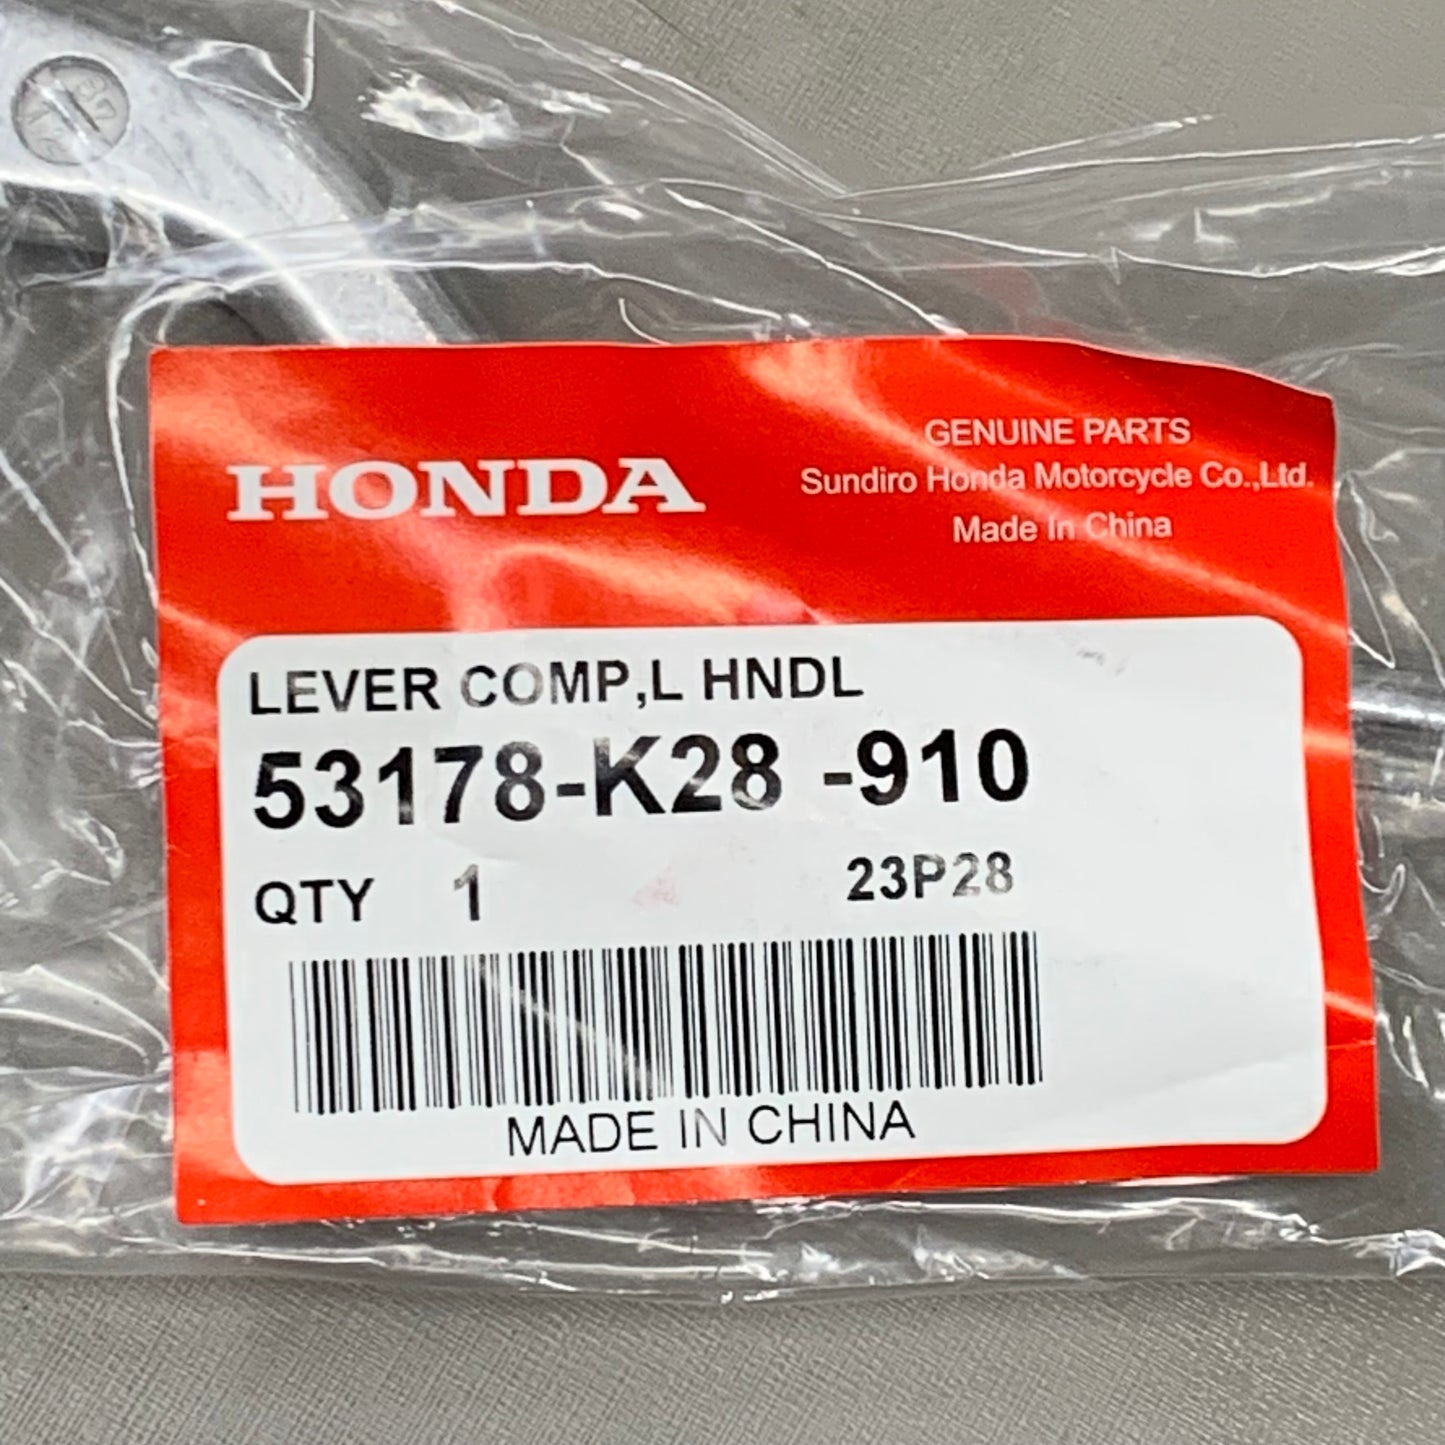 HONDA
GENUINE PARTS
Sundiro Honda Motorcycle Co.,Ltd.
Made In China
LEVER COMP,L HNDL
53178-K28 -910
QTY 1 23P28
MADE IN CHINA